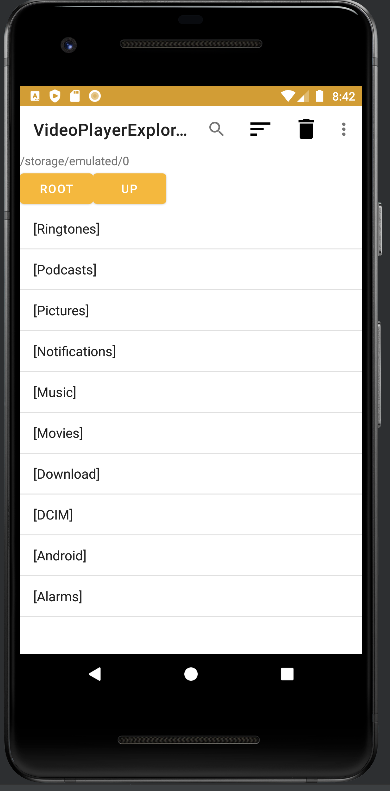 8:42
VideoPlayerExplor...
/storage/emulated/0
ROOT UP
[Ringtones]
[Podcasts]
[Pictures]
[Notifications]
[Music]
[Movies]
[Download]
[DCIM]
[Android]
[Alarms]